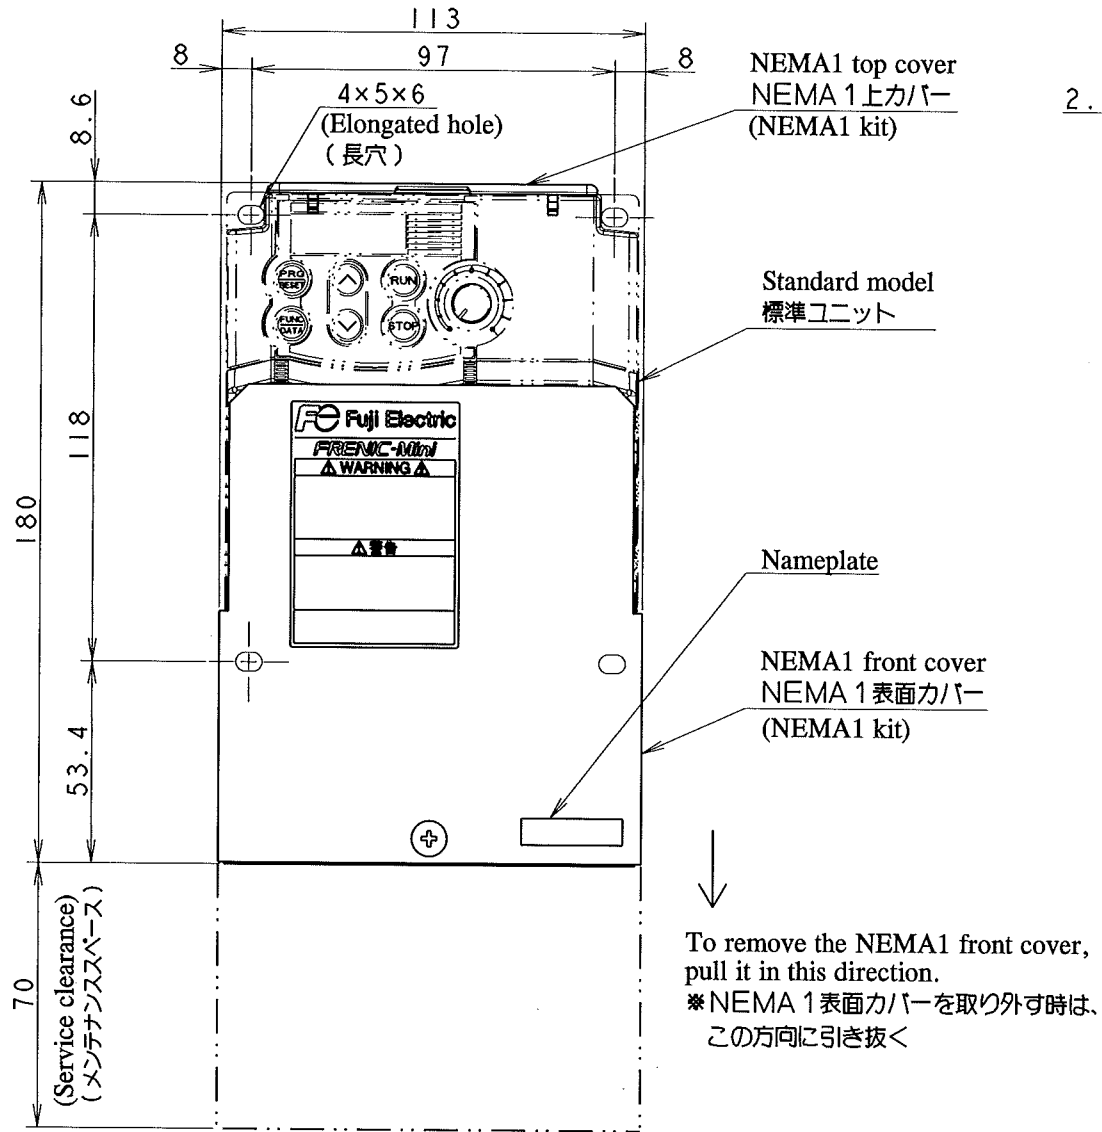 113
8
97
8
NEMA1 top cover
NEMA1上カバー
(NEMA1 kit)
2.
8.6
4×5×6
(Elongated hole)
(長穴)
PRG
RESET
RUN
FUNC
DATA
STOP
Standard model
標準ユニット
Fe Fuji Electric
FRENIC-Mini
⚠ WARNING ⚠
⚠警告
118
180
Nameplate
NEMA1 front cover
NEMA1表面カバー
(NEMA1 kit)
53.4
70
(Service clearance)
(メンテナンススペース)
To remove the NEMA1 front cover,
pull it in this direction.
※NEMA1表面カバーを取り外す時は、
この方向に引き抜く